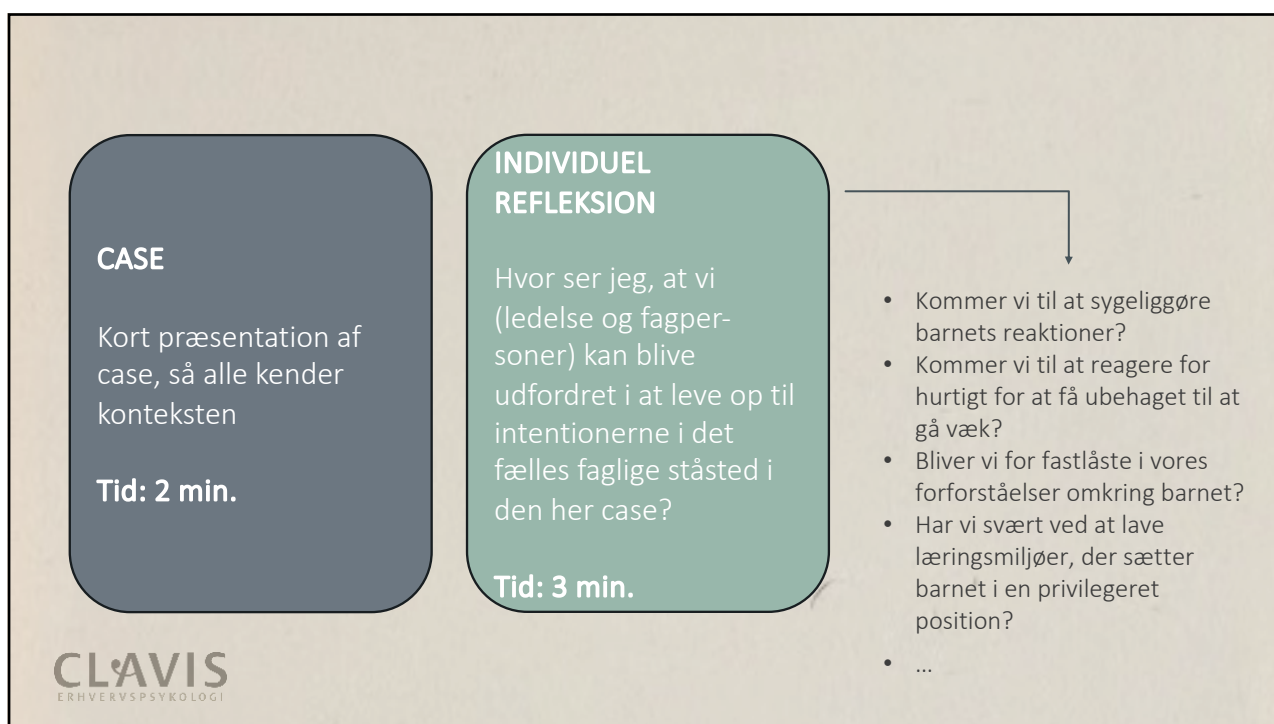 CASE
Kort præsentation af
case, så alle kender
konteksten
Tid: 2 min.
INDIVIDUEL
REFLEKSION
Hvor ser jeg, at vi
(ledelse og fagper-
soner) kan blive
udfordret i at leve op til
intentionerne i det
fælles faglige ståsted i
den her case?
Tid: 3 min.
• Kommer vi til at sygeliggøre
barnets reaktioner?
• Kommer vi til at reagere for
hurtigt for at få ubehaget til at
gå væk?
• Bliver vi for fastlåste i vores
forforståelser omkring barnet?
• Har vi svært ved at lave
læringsmiljøer, der sætter
barnet i en privilegeret
position?
• ...
CLAVIS
ERHVERVSPSYKOLOGI